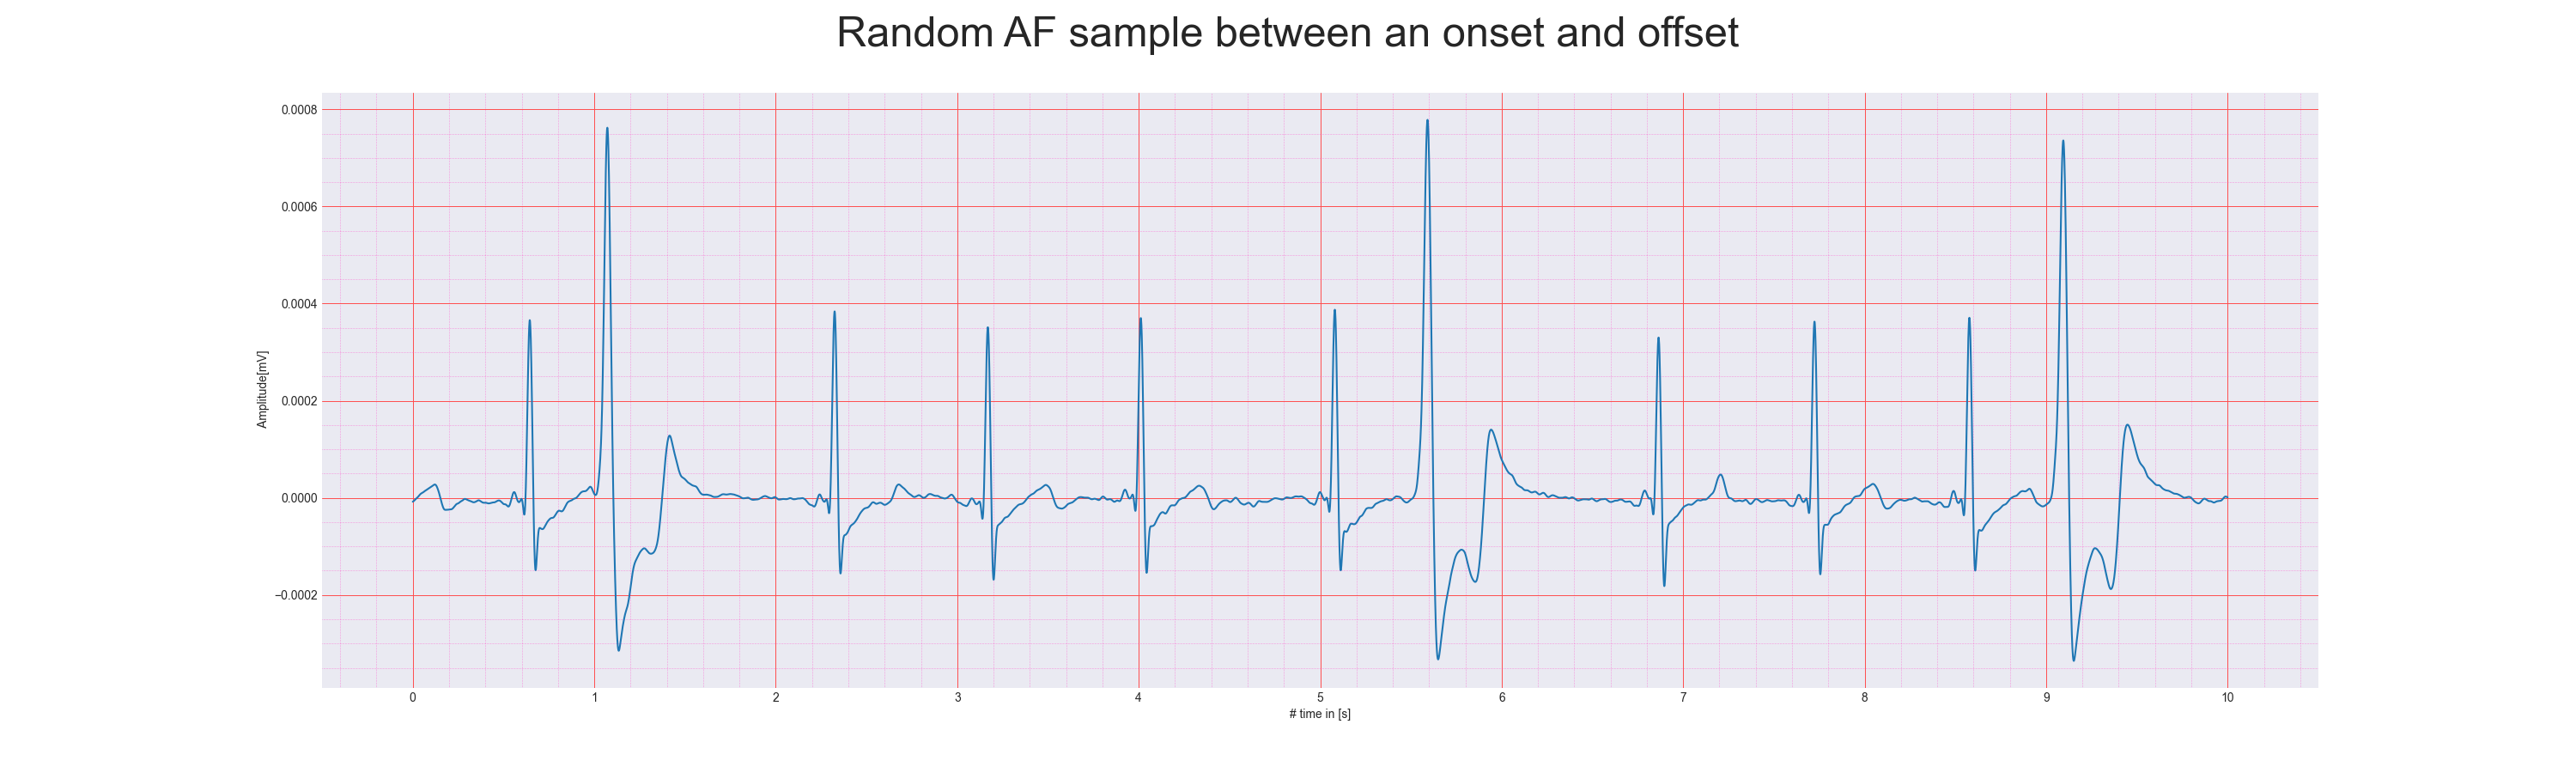 Random AF sample between an onset and offset
0.0008
0.0006
0.0004
0.0002
0.0000
−0.0002
Amplitude[mV]
0 1 2 3 4 5 6 7 8 9 10
# time in [s]